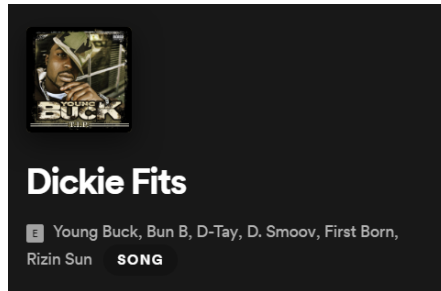 YOUNG
BUCK
Dickie Fits
E Young Buck, Bun B, D-Tay, D. Smoov, First Born,
Rizin Sun SONG